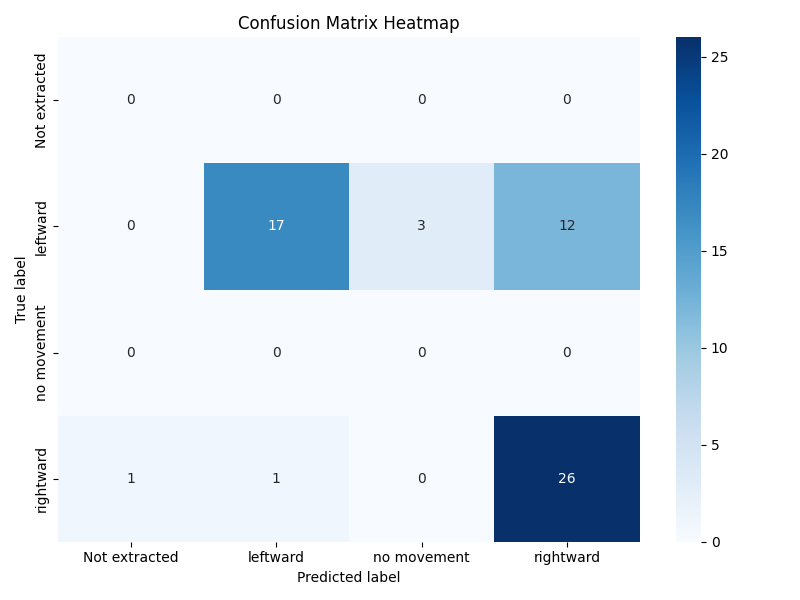 Confusion Matrix Heatmap
True label
Not extracted
0 0 0 0
leftward
0 17 3 12
no movement
0 0 0 0
rightward
1 1 0 26
Not extracted leftward no movement rightward
Predicted label
25
20
15
10
5
0